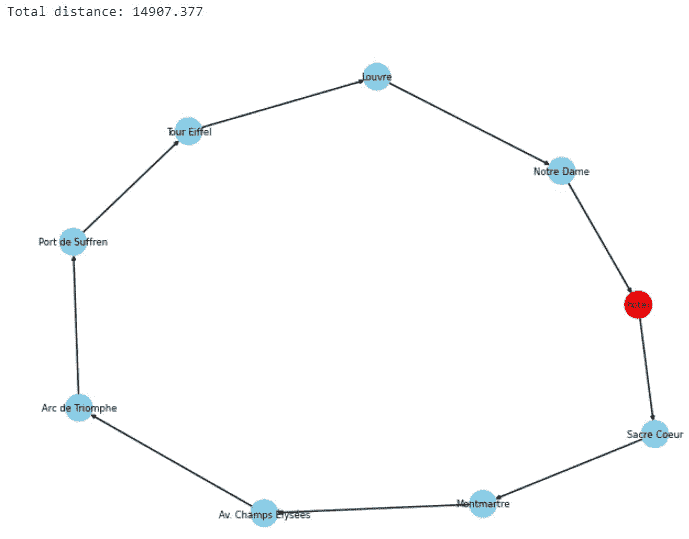 Total distance: 14907.377
Louvre
Tour Eiffel
Notre Dame
Port de Suffren
Arc de Triomphe
Sacre Coeur
Montmartre
Av. Champs Elysées